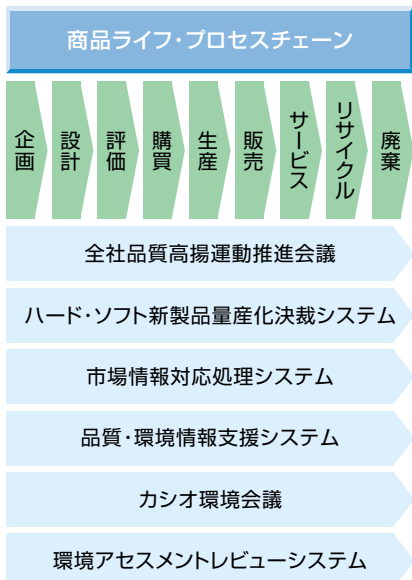 商品ライフ・プロセスチェーン
企画
設計
評価
購買
生産
販売
サービス
リサイクル
廃棄
全社品質高揚運動推進会議
ハード・ソフト新製品量産化決裁システム
市場情報対応処理システム
品質・環境情報支援システム
カシオ環境会議
環境アセスメントレビューシステム